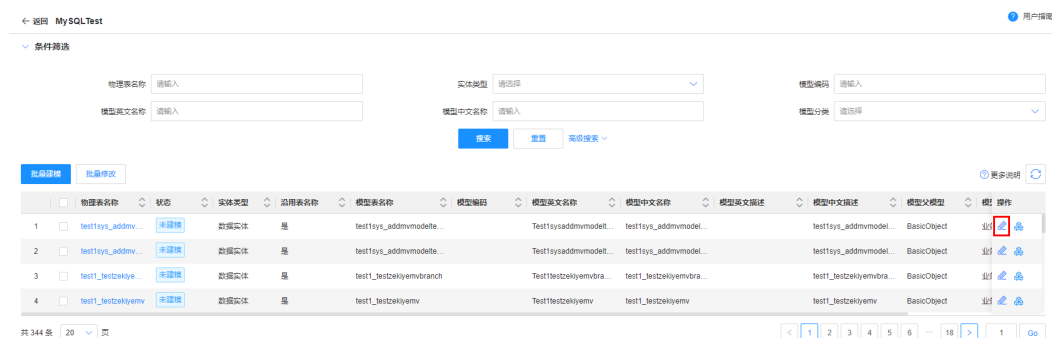 ← 返回 MySQLTest
用户指南
条件筛选
物理表名称 请输入 实体类型 请选择 模型编码 请输入
模型英文名称 请输入 模型中文名称 请输入 模型分类 请选择
搜索 重置 高级搜索
批量建模 批量修改 更多说明
物理表名称 状态 实体类型 沿用表名称 模型表名称 模型编码 模型英文名称 模型中文名称 模型英文描述 模型中文描述 模型父模型 模型 操作
1 test1sys_addmv... 未建模 数据实体 是 test1sys_addmvmodelte... Test1sysaddmvmodelt... test1sys_addmvmodel... test1sys_addmvmodel... BasicObject
2 test1sys_addmv... 未建模 数据实体 是 test1sys_addmvmodelte... Test1sysaddmvmodelt... test1sys_addmvmodel... test1sys_addmvmodel... BasicObject
3 test1_testzekiye... 未建模 数据实体 是 test1_testzekiyemvbranch Test1testzekiyemvbra... test1_testzekiyemvbra... test1_testzekiyemvbra... BasicObject
4 test1_testzekiyemv 未建模 数据实体 是 test1_testzekiyemv Test1testzekiyemv test1_testzekiyemv test1_testzekiyemv BasicObject
共 344 条 20 页 < 1 2 3 4 5 6 ··· 18 > 1 Go